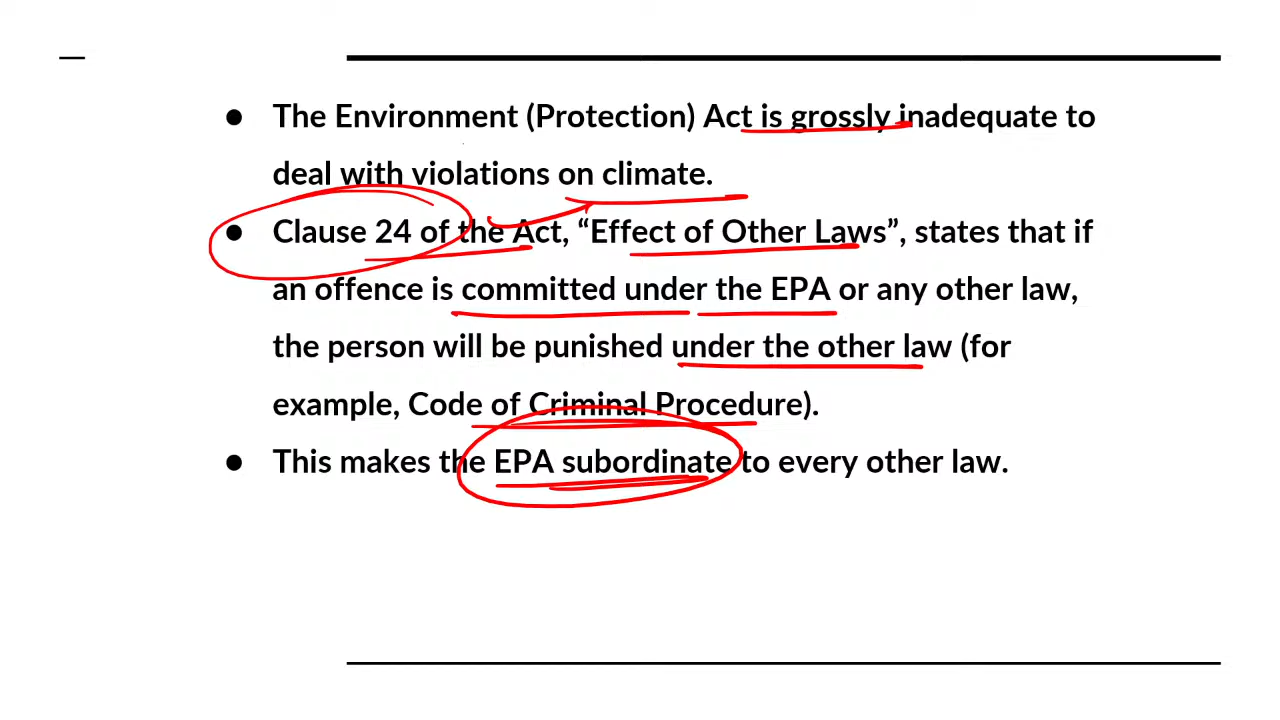 ● The Environment (Protection) Act is grossly inadequate to
deal with violations on climate.
● Clause 24 of the Act, “Effect of Other Laws”, states that if
an offence is committed under the EPA or any other law,
the person will be punished under the other law (for
example, Code of Criminal Procedure).
● This makes the EPA subordinate to every other law.